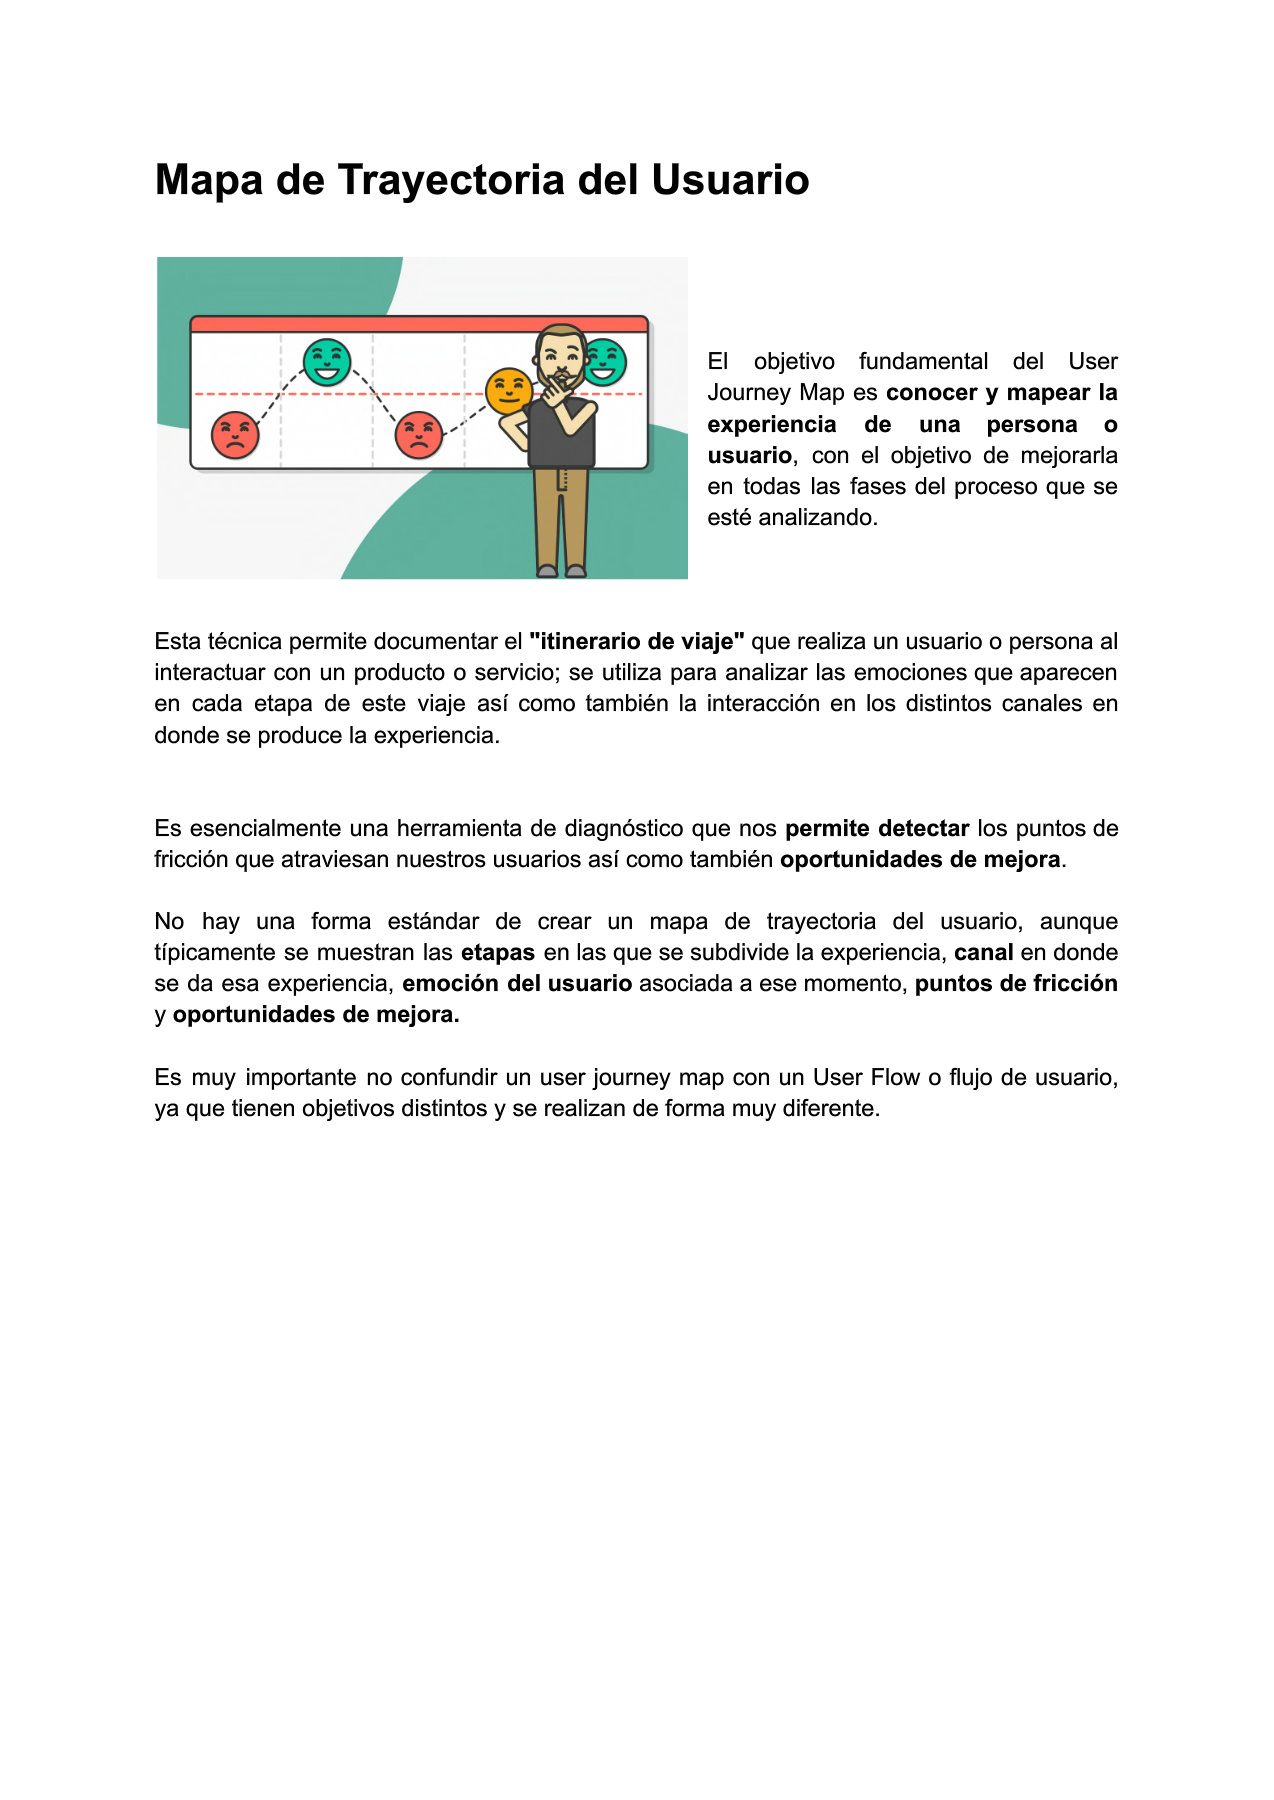 Mapa de Trayectoria del Usuario
El objetivo fundamental del User
Journey Map es conocer y mapear la
experiencia de una persona o
usuario, con el objetivo de mejorarla
en todas las fases del proceso que se
esté analizando.
Esta técnica permite documentar el "itinerario de viaje" que realiza un usuario o persona al
interactuar con un producto o servicio; se utiliza para analizar las emociones que aparecen
en cada etapa de este viaje así como también la interacción en los distintos canales en
donde se produce la experiencia.
Es esencialmente una herramienta de diagnóstico que nos permite detectar los puntos de
fricción que atraviesan nuestros usuarios así como también oportunidades de mejora.
No hay una forma estándar de crear un mapa de trayectoria del usuario, aunque
típicamente se muestran las etapas en las que se subdivide la experiencia, canal en donde
se da esa experiencia, emoción del usuario asociada a ese momento, puntos de fricción
y oportunidades de mejora.
Es muy importante no confundir un user journey map con un User Flow o flujo de usuario,
ya que tienen objetivos distintos y se realizan de forma muy diferente.